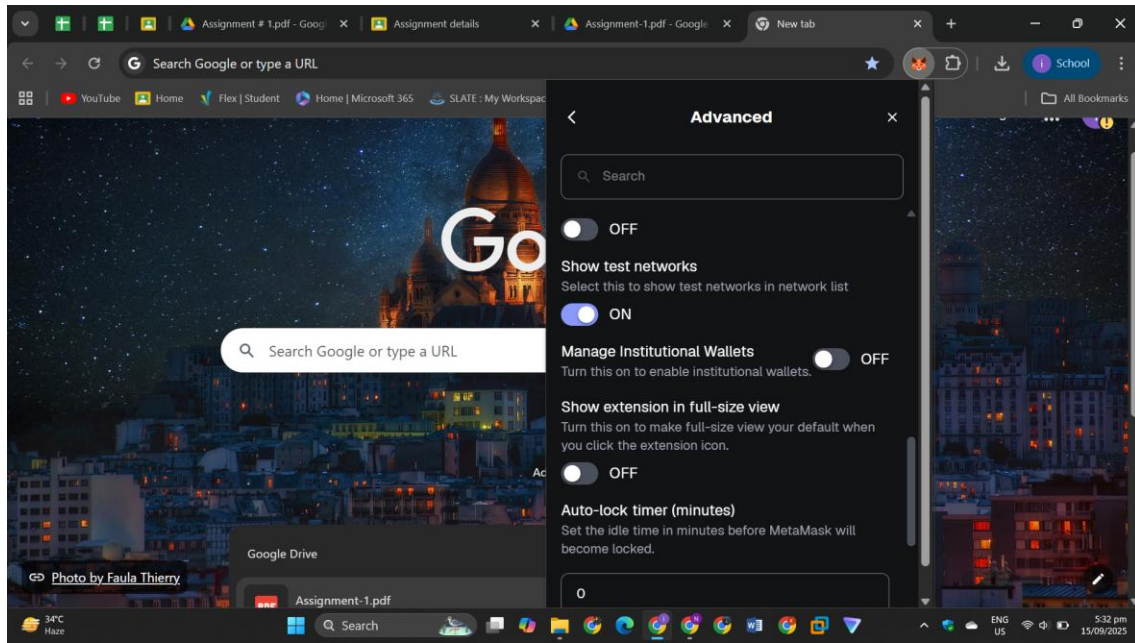 Assignment # 1.pdf - Googl
Assignment details
Assignment-1.pdf - Google
New tab
G Search Google or type a URL
i School
YouTube
Home
Flex | Student
Home | Microsoft 365
SLATE : My Workspac
All Bookmarks
Go
Search Google or type a URL
Ad
Google Drive
PDF
Assignment-1.pdf
Photo by Faula Thierry
Advanced
Search
OFF
Show test networks
Select this to show test networks in network list
ON
Manage Institutional Wallets
Turn this on to enable institutional wallets.
OFF
Show extension in full-size view
Turn this on to make full-size view your default when
you click the extension icon.
OFF
Auto-lock timer (minutes)
Set the idle time in minutes before MetaMask will
become locked.
0
34°C
Haze
Search
ENG
US
5:32 pm
15/09/2025